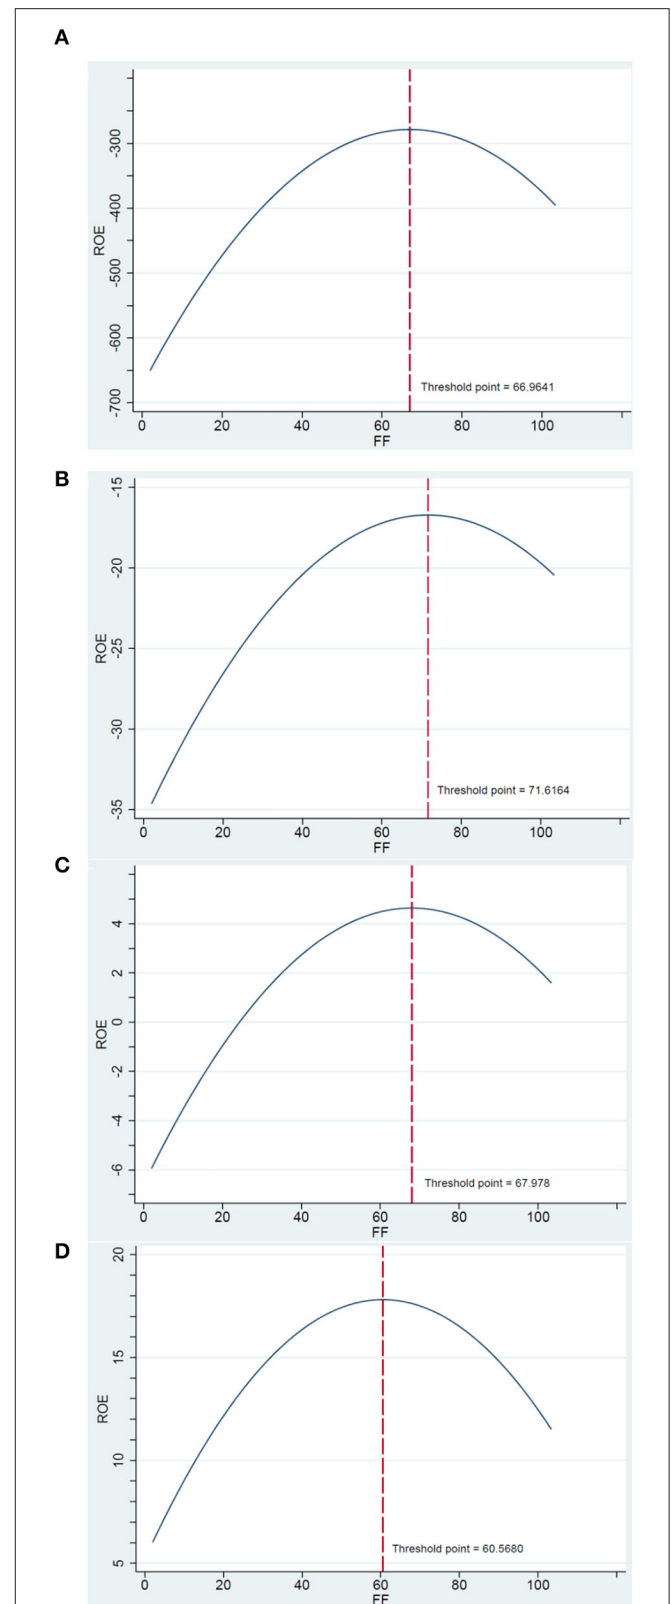 A
-300
-400
-500
-600
-700
ROE
Threshold point = 66.9641
0 20 40 60 80 100
FF
B
-15
-20
-25
-30
-35
ROE
Threshold point = 71.6164
0 20 40 60 80 100
FF
C
4
2
0
-2
-4
-6
ROE
Threshold point = 67.978
0 20 40 60 80 100
FF
D
20
15
10
5
ROE
Threshold point = 60.5680
0 20 40 60 80 100
FF